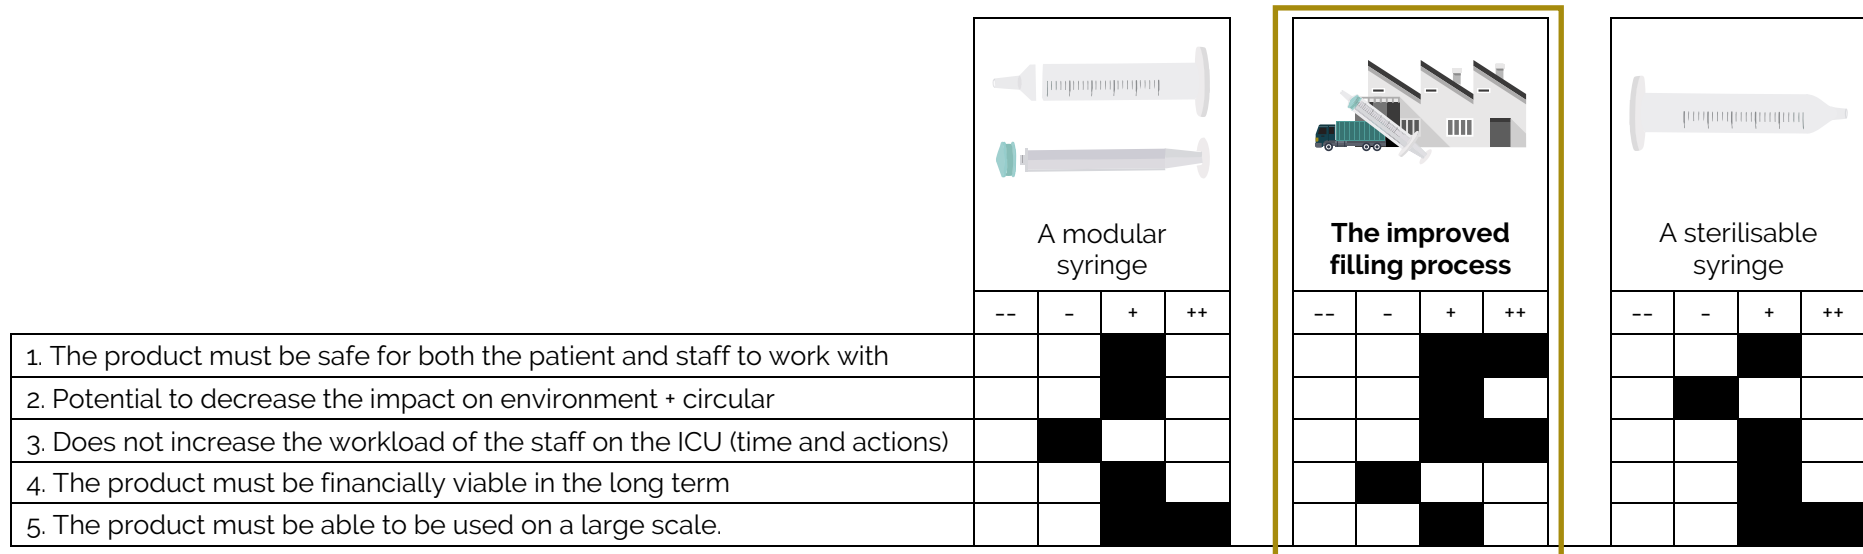 A modular
syringe
The improved
filling process
A sterilisable
syringe
-- - + ++ -- - + ++ -- - + ++
1. The product must be safe for both the patient and staff to work with
2. Potential to decrease the impact on environment + circular
3. Does not increase the workload of the staff on the ICU (time and actions)
4. The product must be financially viable in the long term
5. The product must be able to be used on a large scale.